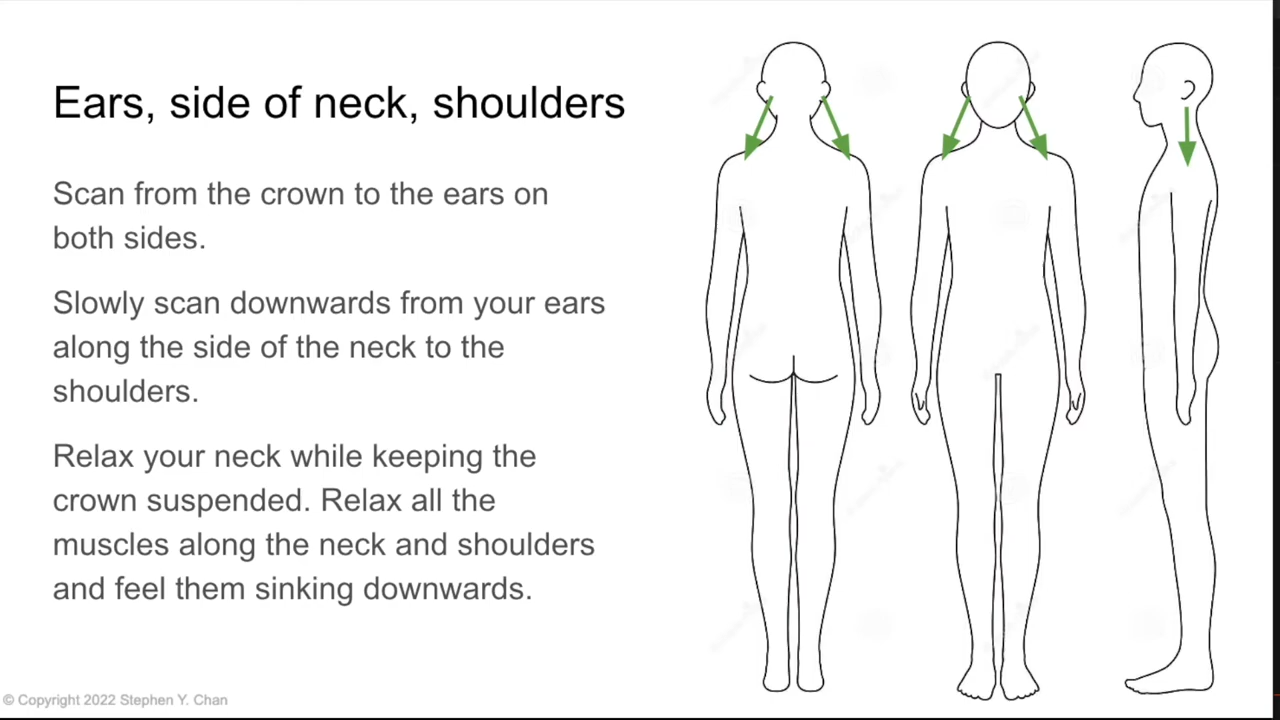 Ears, side of neck, shoulders
Scan from the crown to the ears on
both sides.
Slowly scan downwards from your ears
along the side of the neck to the
shoulders.
Relax your neck while keeping the
crown suspended. Relax all the
muscles along the neck and shoulders
and feel them sinking downwards.
© Copyright 2022 Stephen Y. Chan